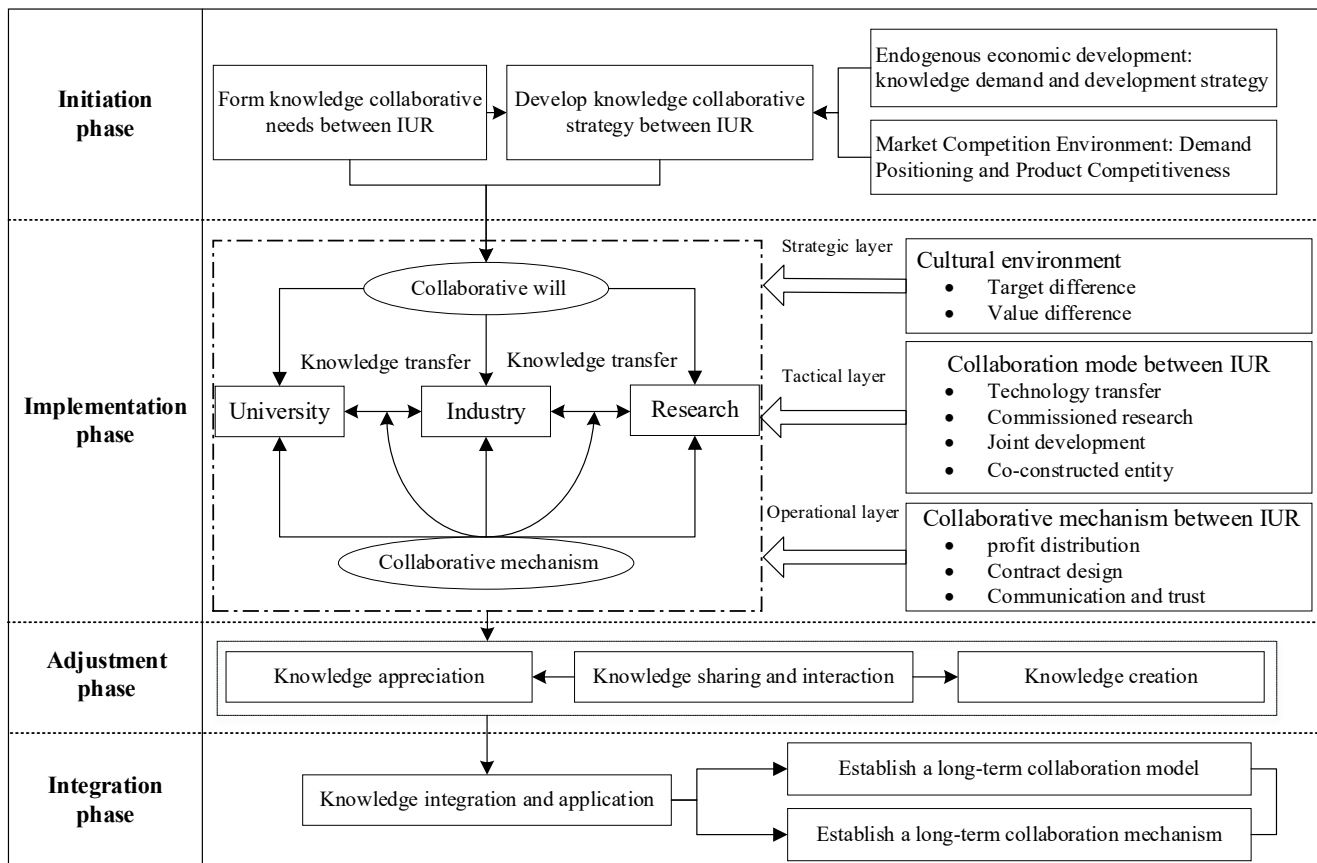 Initiation
phase
Form knowledge collaborative
needs between IUR
Develop knowledge collaborative
strategy between IUR
Endogenous economic development:
knowledge demand and development strategy
Market Competition Environment: Demand
Positioning and Product Competitiveness
Implementation
phase
Collaborative will
Knowledge transfer
Knowledge transfer
University
Industry
Research
Collaborative mechanism
Strategic layer
Cultural environment
• Target difference
• Value difference
Tactical layer
Collaboration mode between IUR
• Technology transfer
• Commissioned research
• Joint development
• Co-constructed entity
Operational layer
Collaborative mechanism between IUR
• profit distribution
• Contract design
• Communication and trust
Adjustment
phase
Knowledge appreciation
Knowledge sharing and interaction
Knowledge creation
Integration
phase
Knowledge integration and application
Establish a long-term collaboration model
Establish a long-term collaboration mechanism